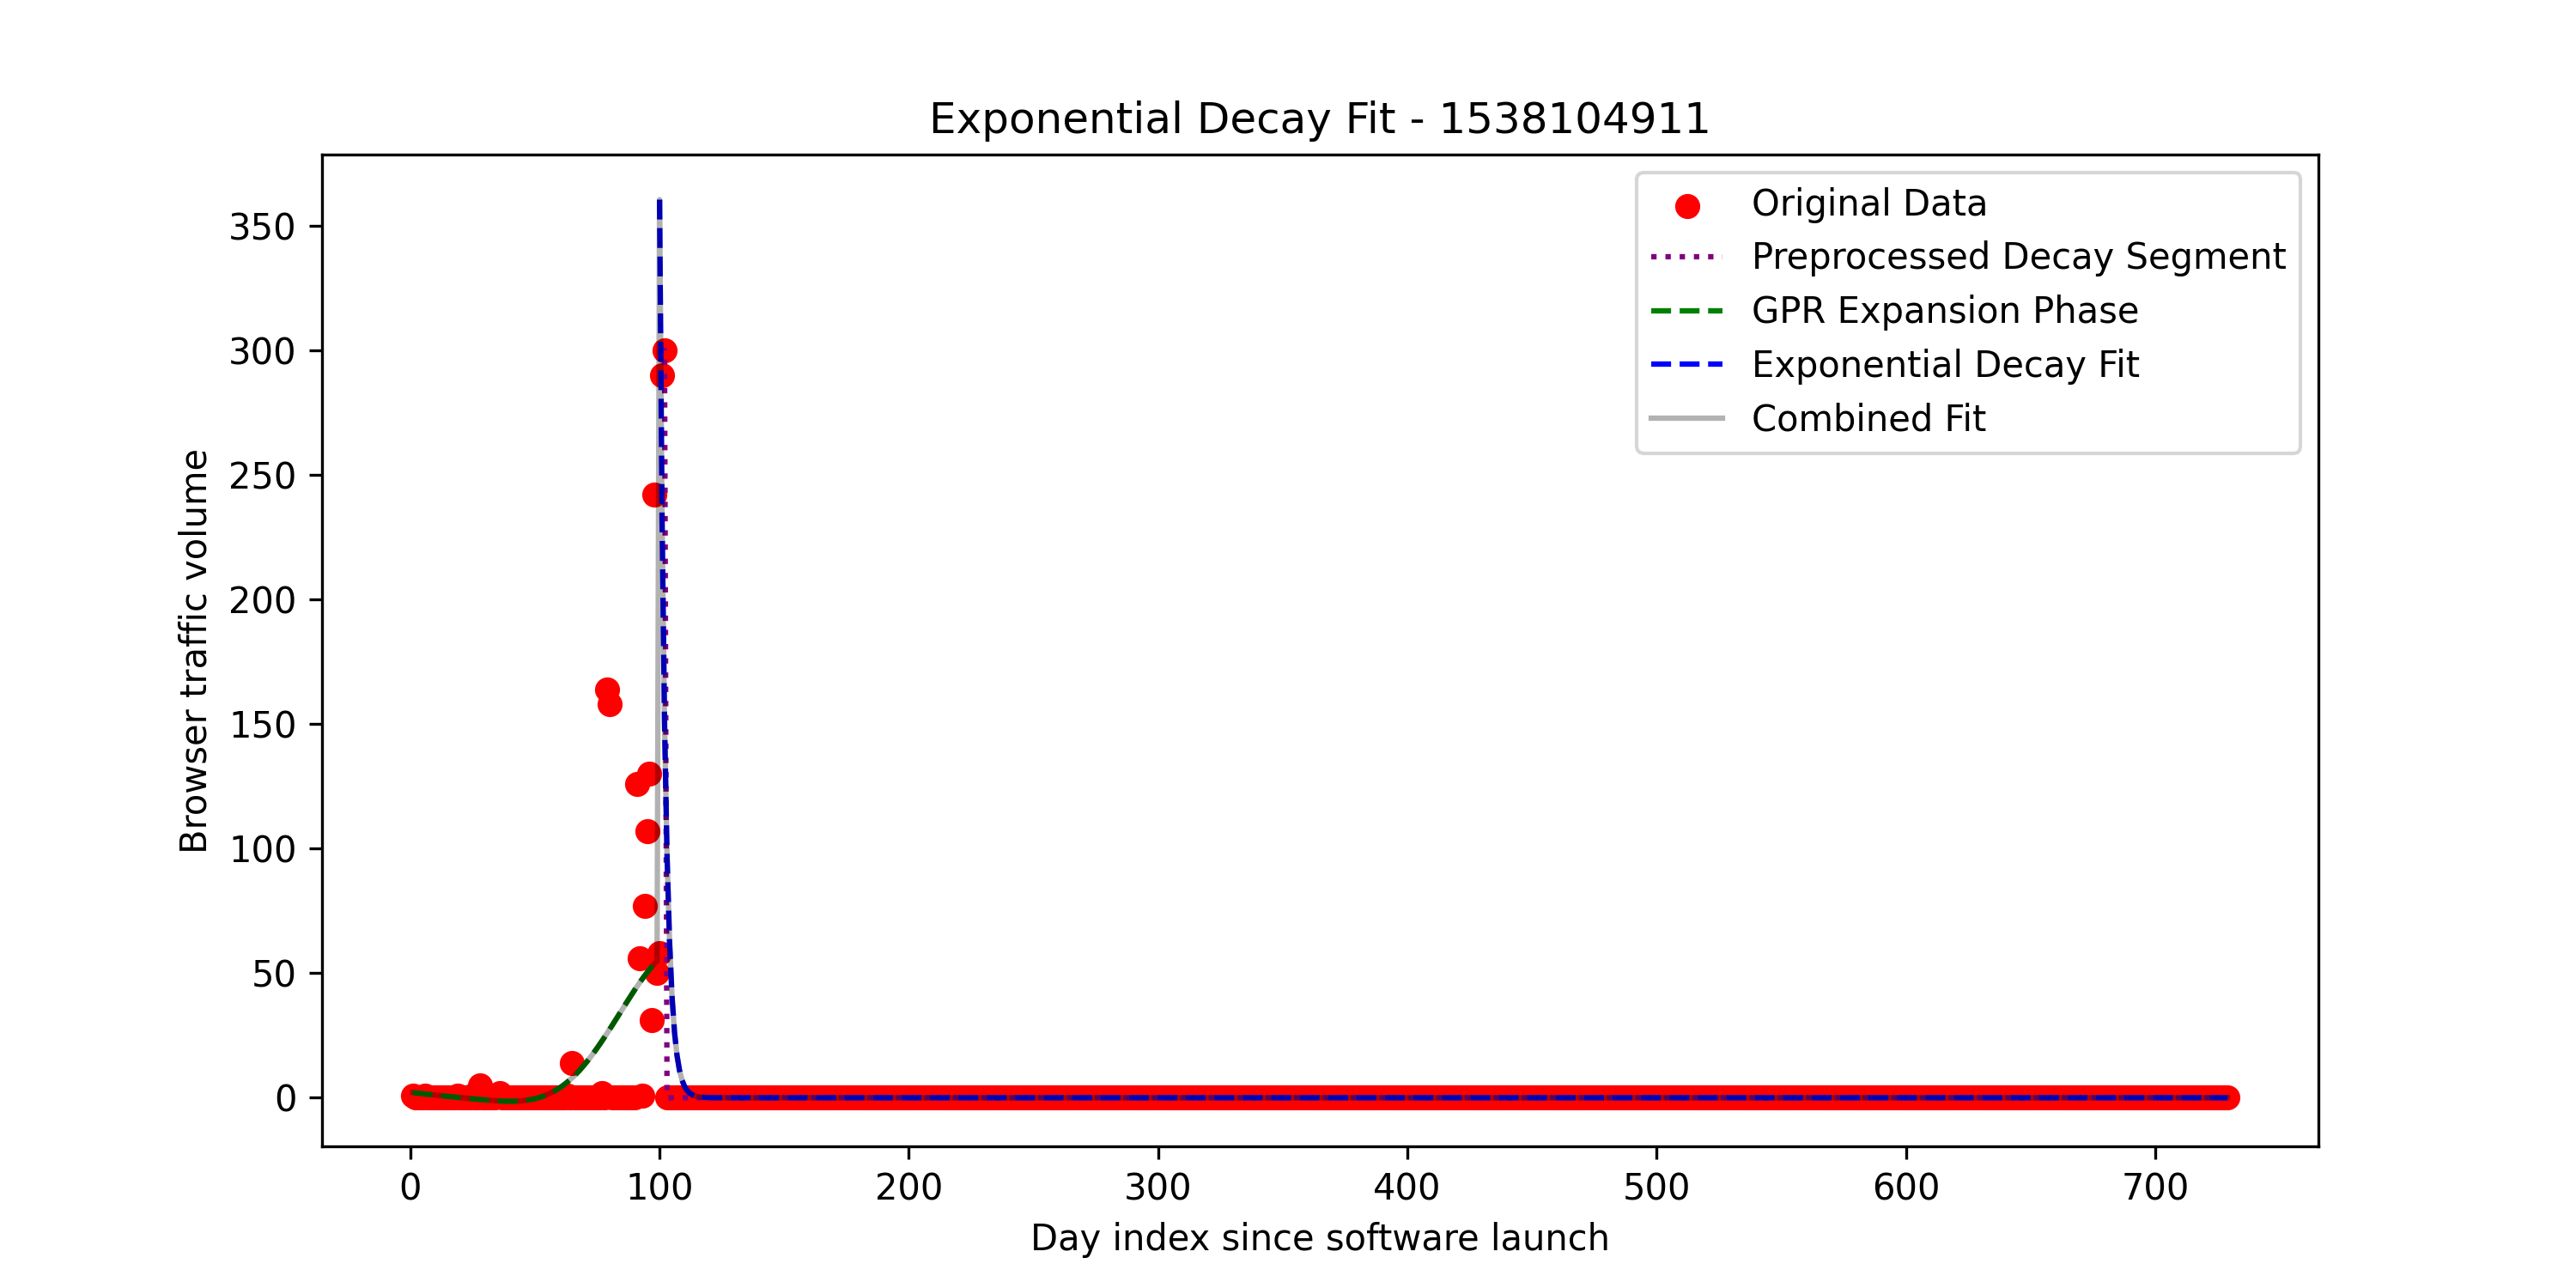 Exponential Decay Fit - 1538104911
Original Data
Preprocessed Decay Segment
GPR Expansion Phase
Exponential Decay Fit
Combined Fit
Browser traffic volume
350
300
250
200
150
100
50
0
0 100 200 300 400 500 600 700
Day index since software launch